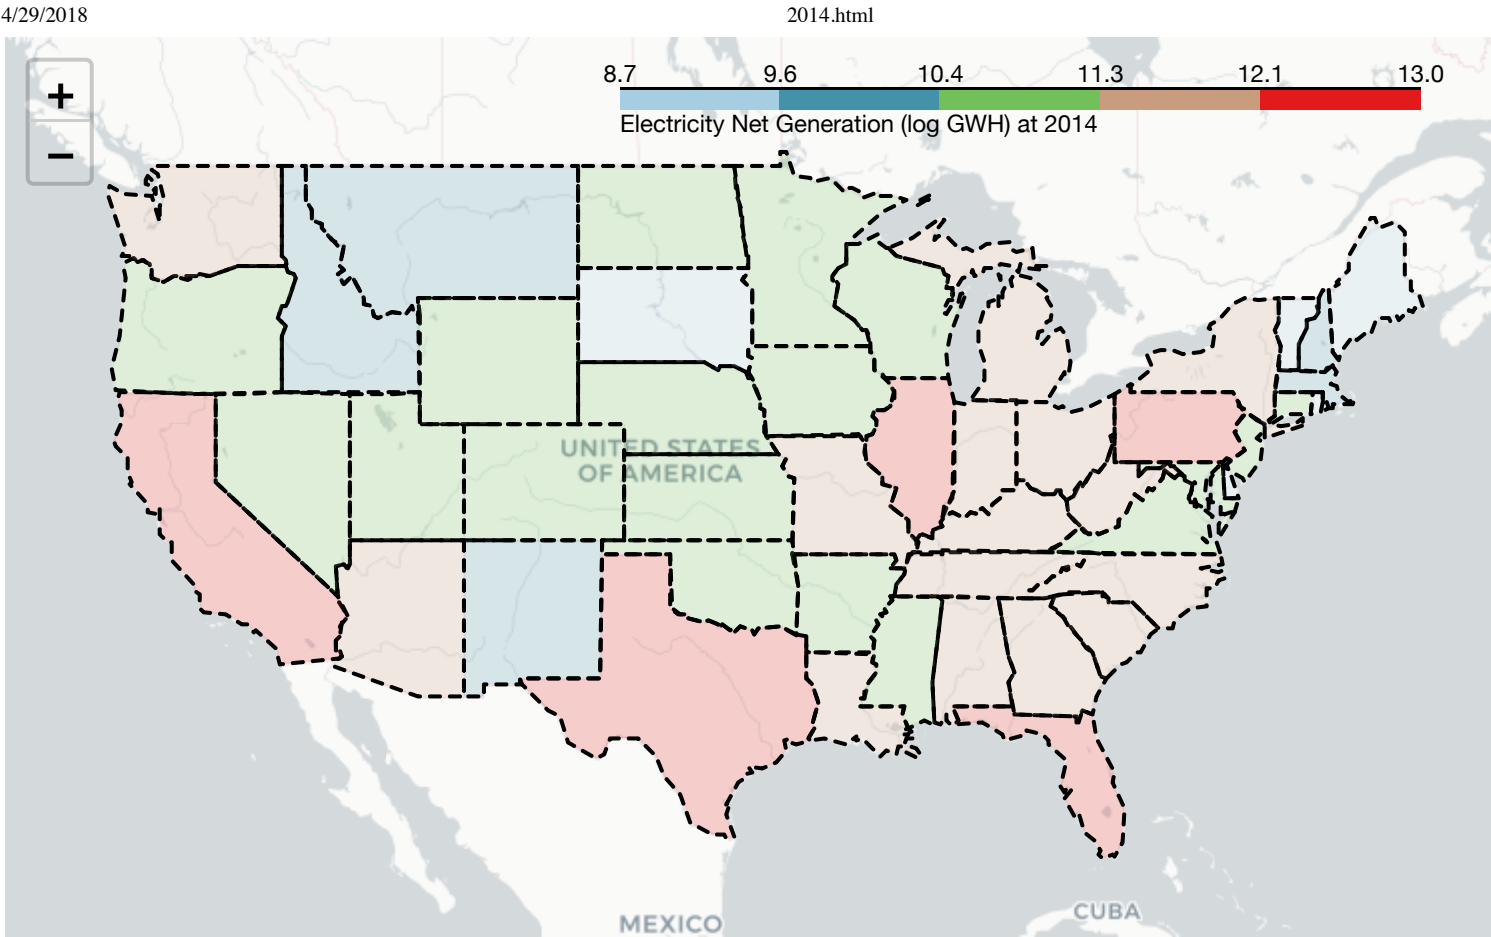 4/29/2018 2014.html
+
−
8.7 9.6 10.4 11.3 12.1 13.0
Electricity Net Generation (log GWH) at 2014
UNITED STATES
OF AMERICA
MEXICO
CUBA